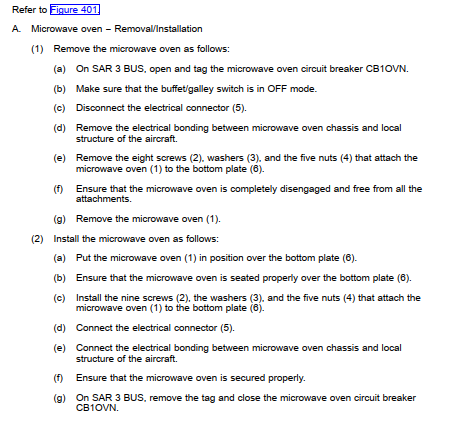 Refer to Figure 401.
A. Microwave oven – Removal/Installation
(1) Remove the microwave oven as follows:
(a) On SAR 3 BUS, open and tag the microwave oven circuit breaker CB1OVN.
(b) Make sure that the buffet/galley switch is in OFF mode.
(c) Disconnect the electrical connector (5).
(d) Remove the electrical bonding between microwave oven chassis and local
structure of the aircraft.
(e) Remove the eight screws (2), washers (3), and the five nuts (4) that attach the
microwave oven (1) to the bottom plate (6).
(f) Ensure that the microwave oven is completely disengaged and free from all the
attachments.
(g) Remove the microwave oven (1).
(2) Install the microwave oven as follows:
(a) Put the microwave oven (1) in position over the bottom plate (6).
(b) Ensure that the microwave oven is seated properly over the bottom plate (6).
(c) Install the nine screws (2), the washers (3), and the five nuts (4) that attach the
microwave oven (1) to the bottom plate (6).
(d) Connect the electrical connector (5).
(e) Connect the electrical bonding between microwave oven chassis and local
structure of the aircraft.
(f) Ensure that the microwave oven is secured properly.
(g) On SAR 3 BUS, remove the tag and close the microwave oven circuit breaker
CB1OVN.